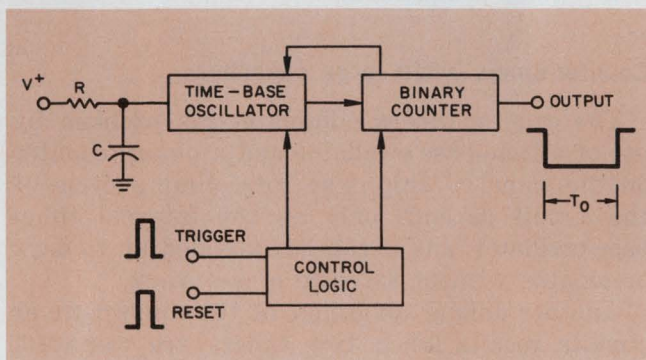 V+
R
C
TIME-BASE
OSCILLATOR
BINARY
COUNTER
OUTPUT
T₀
TRIGGER
RESET
CONTROL
LOGIC